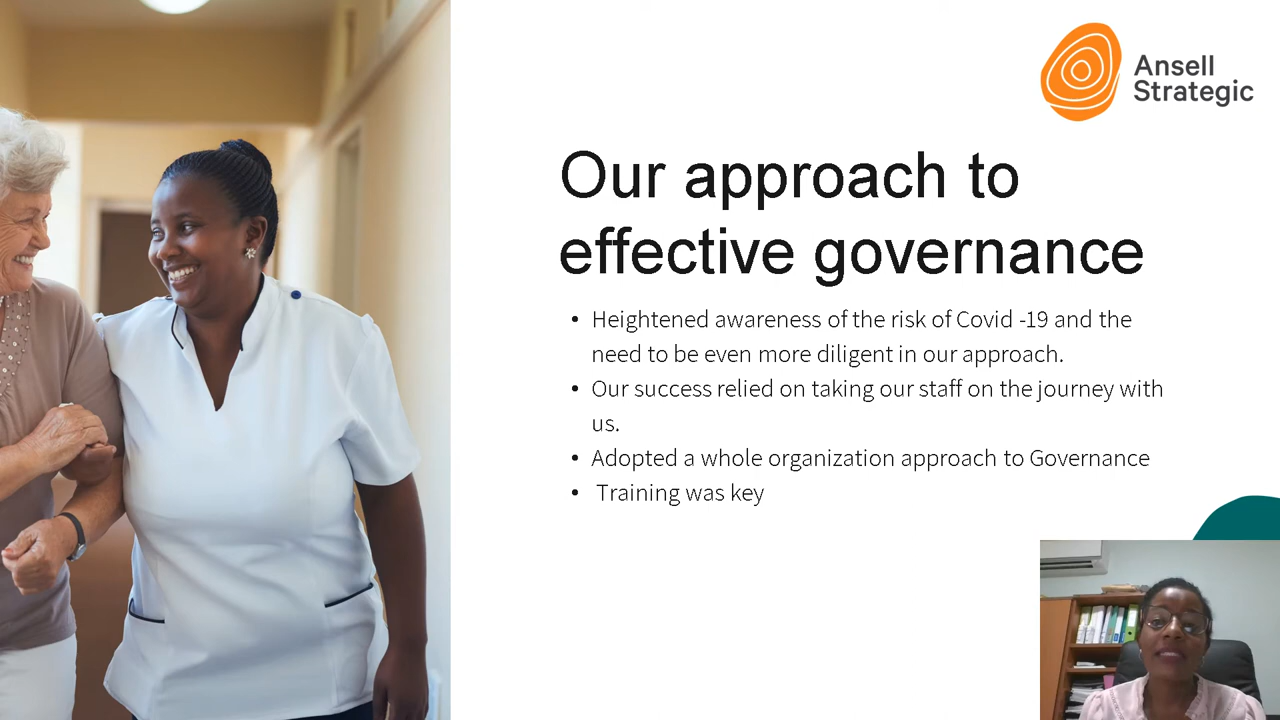 Ansell
Strategic
Our approach to
effective governance
• Heightened awareness of the risk of Covid -19 and the
need to be even more diligent in our approach.
• Our success relied on taking our staff on the journey with
us.
• Adopted a whole organization approach to Governance
• Training was key